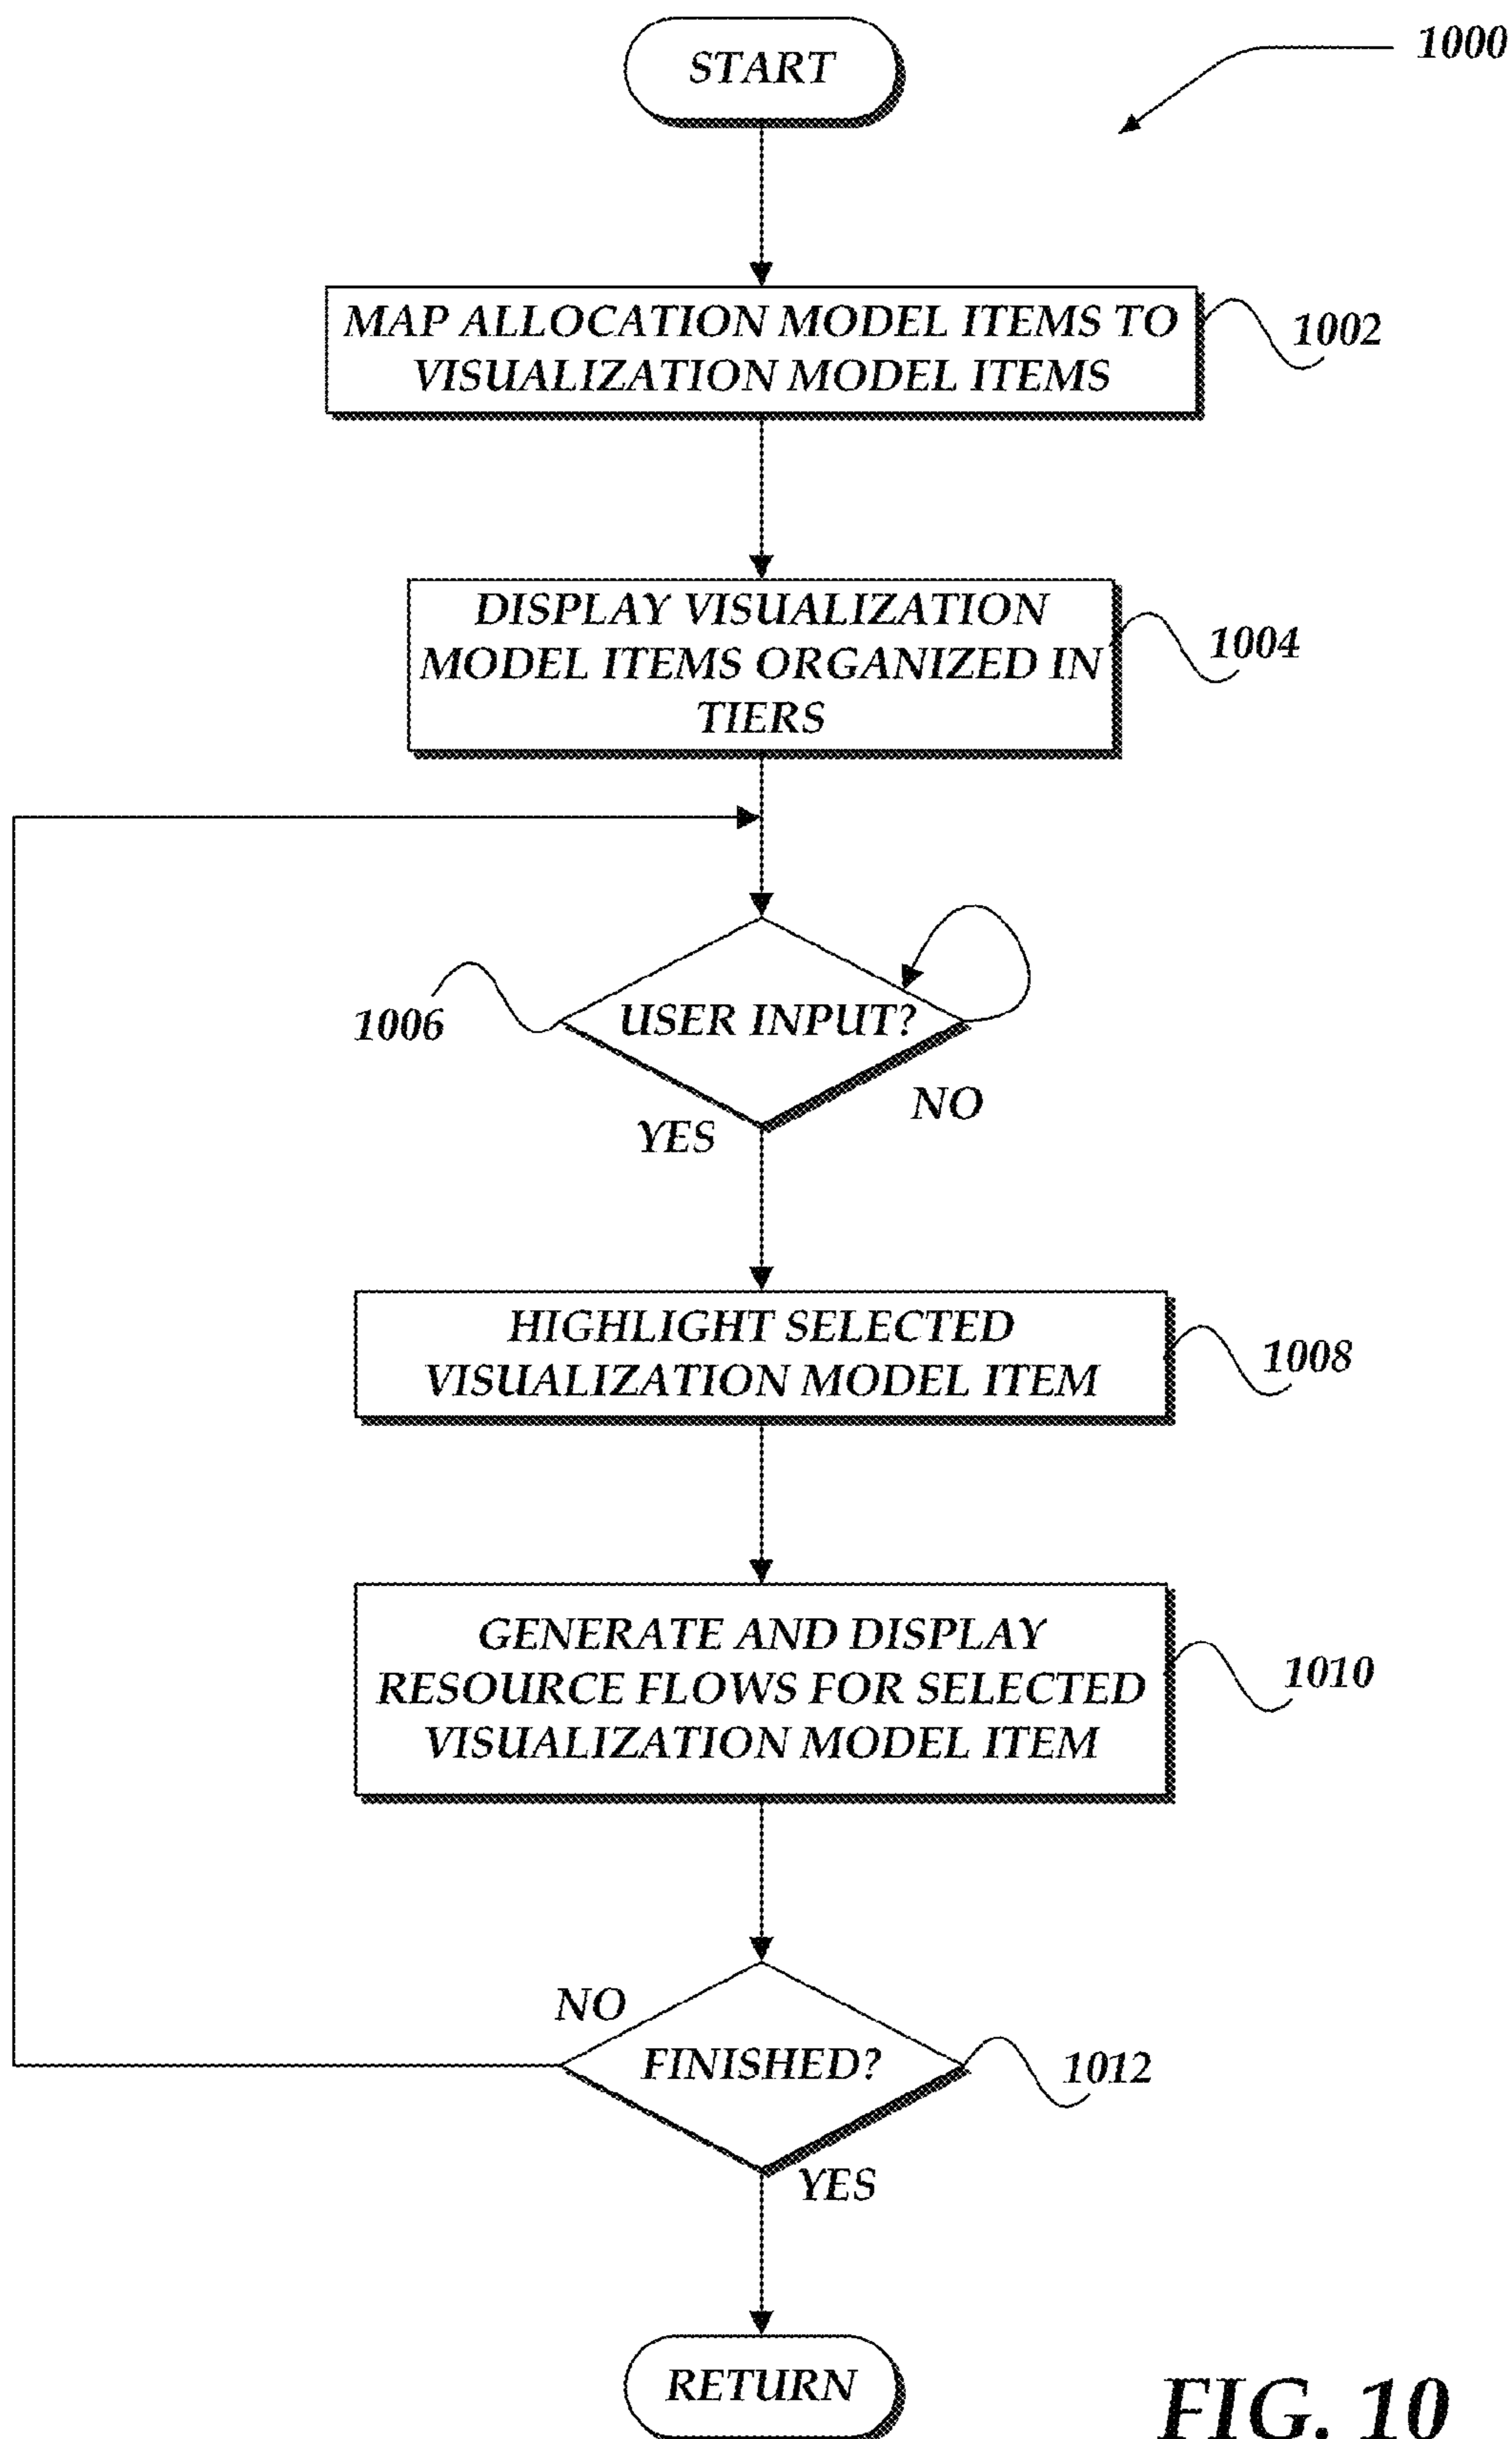 START
1000
MAP ALLOCATION MODEL ITEMS TO
VISUALIZATION MODEL ITEMS
1002
DISPLAY VISUALIZATION
MODEL ITEMS ORGANIZED IN
TIERS
1004
USER INPUT?
1006
NO
YES
HIGHLIGHT SELECTED
VISUALIZATION MODEL ITEM
1008
GENERATE AND DISPLAY
RESOURCE FLOWS FOR SELECTED
VISUALIZATION MODEL ITEM
1010
NO
FINISHED?
1012
YES
RETURN
FIG. 10